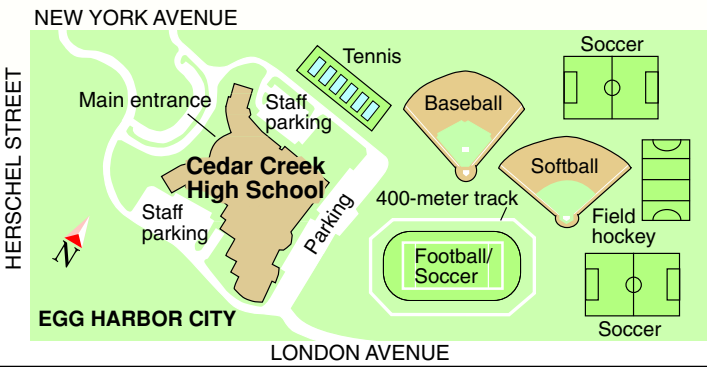 NEW YORK AVENUE
HERSCHEL STREET
Soccer
Tennis
Main entrance
Staff
parking
Baseball
Cedar Creek
High School
Softball
400-meter track
Staff
parking
Parking
Field
hockey
N
Football/
Soccer
EGG HARBOR CITY
Soccer
LONDON AVENUE